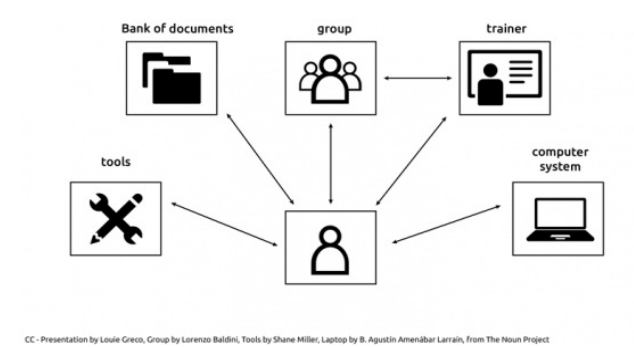 Bank of documents
group
trainer
tools
computer
system
CC - Presentation by Louie Greco, Group by Lorenzo Baldini, Tools by Shane Miller, Laptop by B. Agustín Amenábar Larraín, from The Noun Project